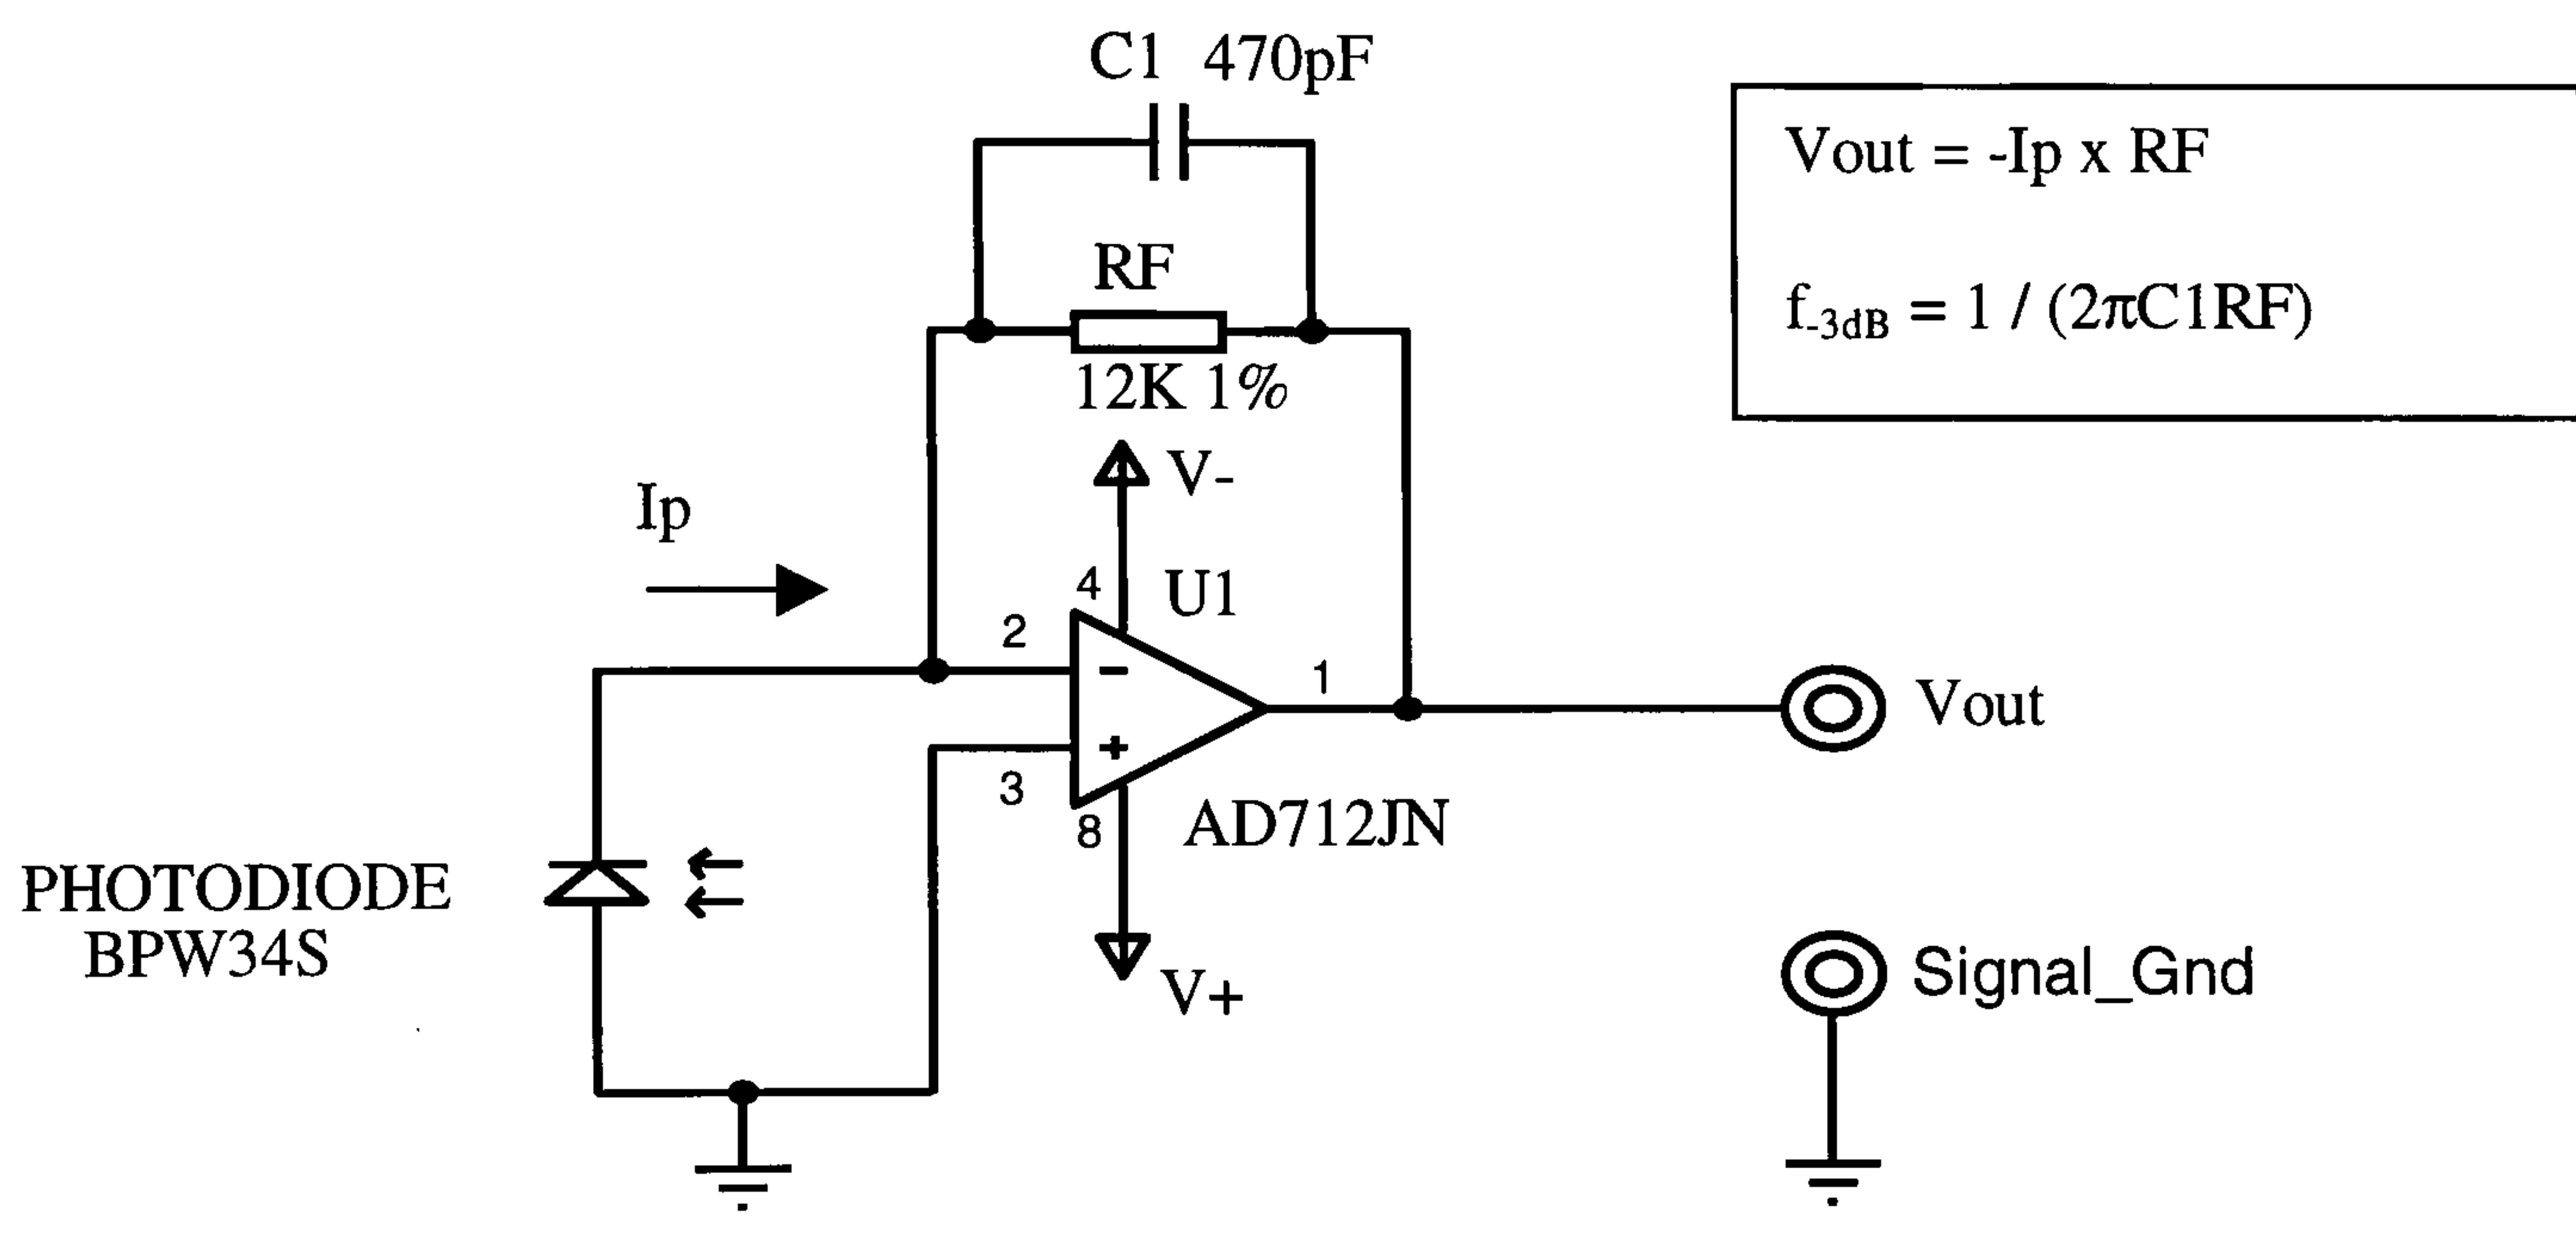 C1 470pF
Vout = -Ip x RF
RF
f-3dB = 1 / (2πC1RF)
12K 1%
V-
Ip
4
U1
2
-
1
Vout
+
3
8
AD712JN
PHOTODIODE
BPW34S
V+
Signal_Gnd